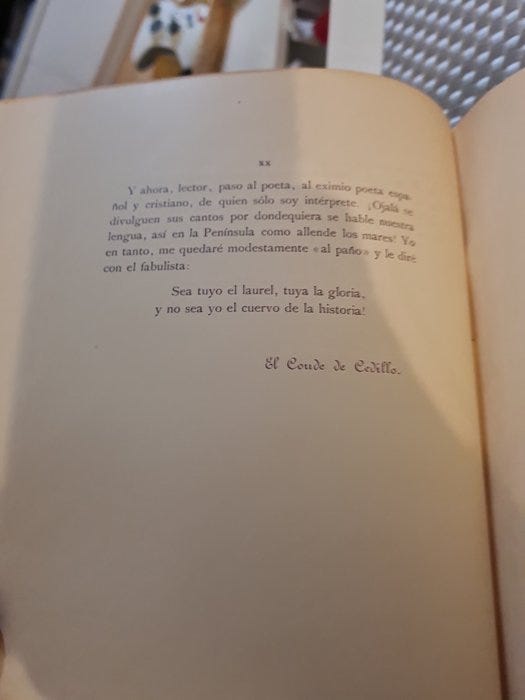 xx
Y ahora, lector, paso al poeta, al eximio poeta espa-
ñol y cristiano, de quien sólo soy intérprete. ¡Ojalá se
divulguen sus cantos por dondequiera se hable nuestra
lengua, así en la Península como allende los mares! Yo
en tanto, me quedaré modestamente «al paño» y le diré
con el fabulista:
Sea tuyo el laurel, tuya la gloria,
y no sea yo el cuervo de la historia!
El Conde de Cedillo.